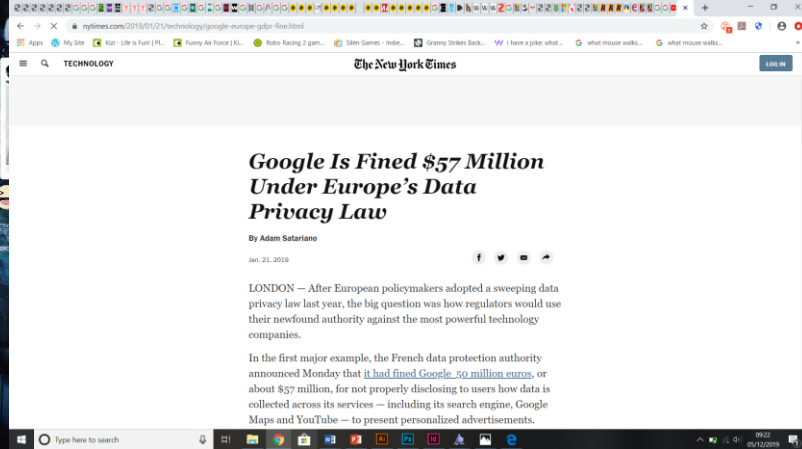 nytimes.com/2019/01/21/technology/google-europe-gdpr-fine.html
Apps My Site Kizi - Life is Fun! | Pl... Funny Air Force | Ki... Robo Racing 2 gam... Silen Games - Indie... Granny Strikes Back... I have a joke: what... what mouse walks... what mouse walks...
TECHNOLOGY The New York Times LOG IN
Google Is Fined $57 Million
Under Europe's Data
Privacy Law
By Adam Satariano
Jan. 21, 2019
LONDON — After European policymakers adopted a sweeping data
privacy law last year, the big question was how regulators would use
their newfound authority against the most powerful technology
companies.
In the first major example, the French data protection authority
announced Monday that it had fined Google 50 million euros, or
about $57 million, for not properly disclosing to users how data is
collected across its services — including its search engine, Google
Maps and YouTube — to present personalized advertisements.
Type here to search
09:22
05/12/2019